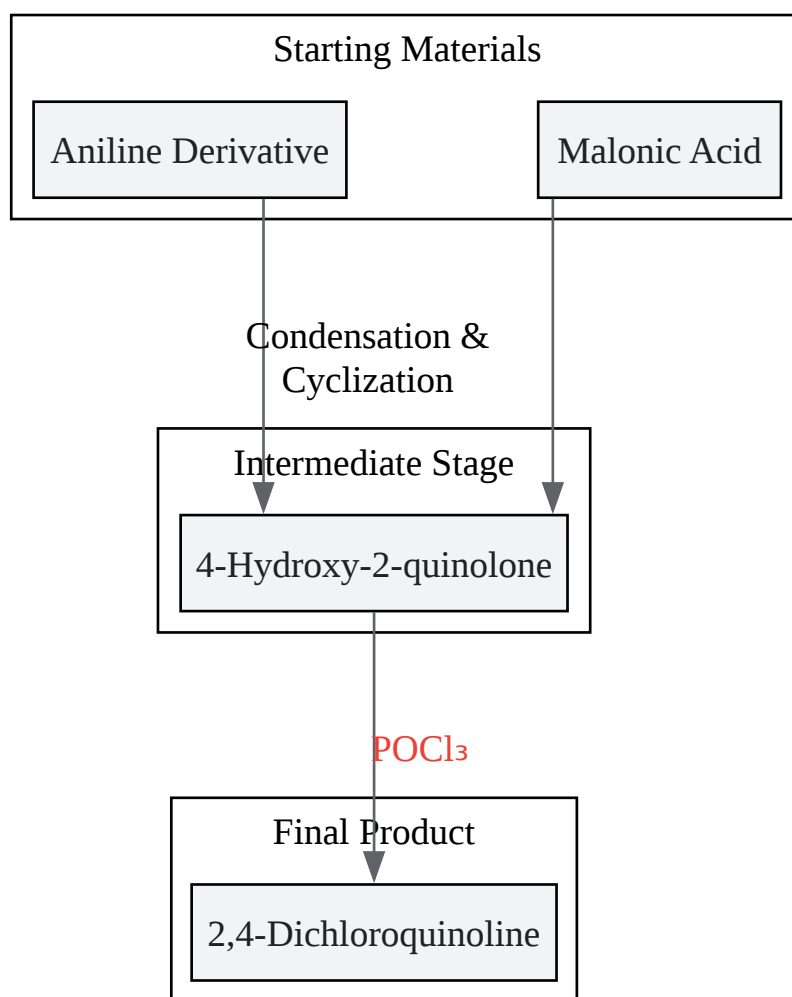 Starting Materials
Aniline Derivative
Malonic Acid
Condensation &
Cyclization
Intermediate Stage
4-Hydroxy-2-quinolone
POCl₃
Final Product
2,4-Dichloroquinoline